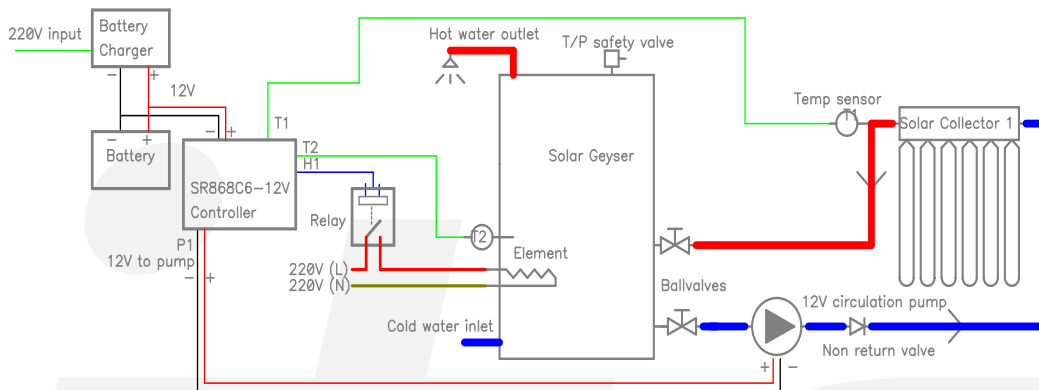 220V input
Battery
Charger
−
+
12V
−
+
Battery
−
+
T1
T2
H1
SR868C6-12V
Controller
P1
12V to pump
−
+
Relay
220V (L)
220V (N)
Hot water outlet
T/P safety valve
Solar Geyser
T2
Element
Cold water inlet
Temp sensor
Solar Collector 1
Ballvalves
12V circulation pump
Non return valve
+
−